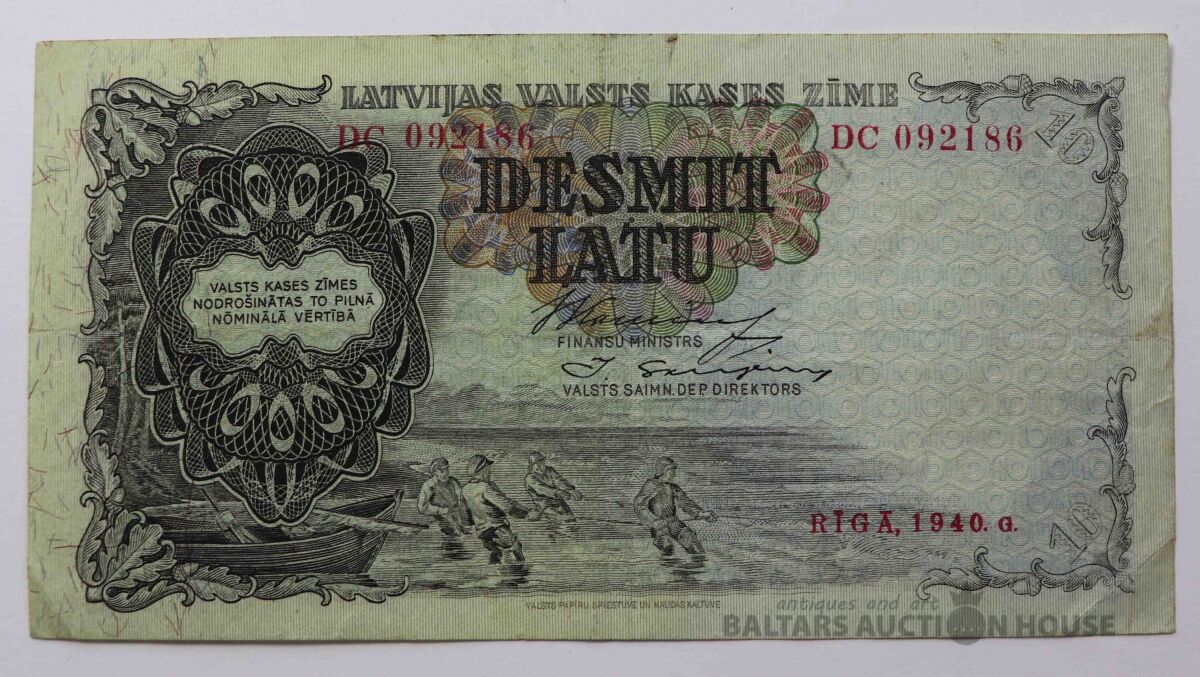 LATVIJAS VALSTS KASES ZĪME
DC 092186
DC 092186
DESMIT
LATU
VALSTS KASES ZĪMES
NODROŠINĀTAS TO PILNĀ
NŌMINĀLĀ VĒRTĪBĀ
FINANSU MINISTRS
VALSTS SAIMN. DEP. DIREKTORS
RĪGĀ, 1940. G.
10
VALSTS PAPĪRU SPIESTUVE UN NAUDAS KALTUVE
antiques and art
BALTARS AUCTION HOUSE